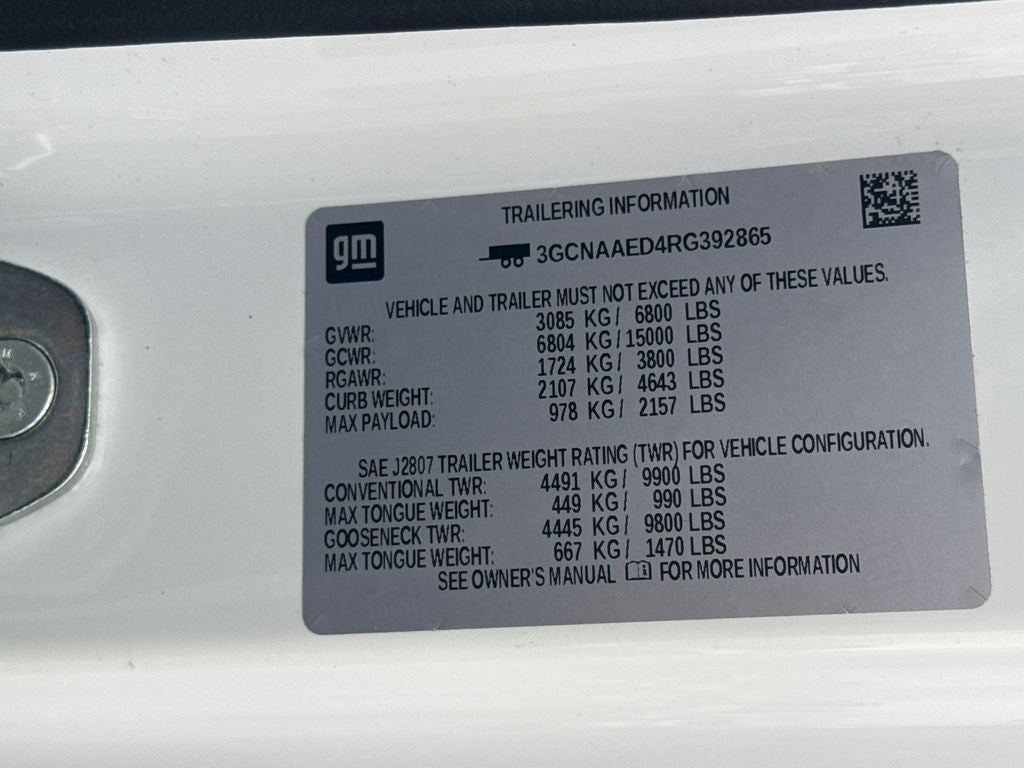 gm
TRAILERING INFORMATION
3GCNAAED4RG392865
VEHICLE AND TRAILER MUST NOT EXCEED ANY OF THESE VALUES.
GVWR: 3085 KG/ 6800 LBS
GCWR: 6804 KG/15000 LBS
RGAWR: 1724 KG/ 3800 LBS
CURB WEIGHT: 2107 KG/ 4643 LBS
MAX PAYLOAD: 978 KG/ 2157 LBS
SAE J2807 TRAILER WEIGHT RATING (TWR) FOR VEHICLE CONFIGURATION.
CONVENTIONAL TWR: 4491 KG/ 9900 LBS
MAX TONGUE WEIGHT: 449 KG/ 990 LBS
GOOSENECK TWR: 4445 KG/ 9800 LBS
MAX TONGUE WEIGHT: 667 KG/ 1470 LBS
SEE OWNER'S MANUAL FOR MORE INFORMATION